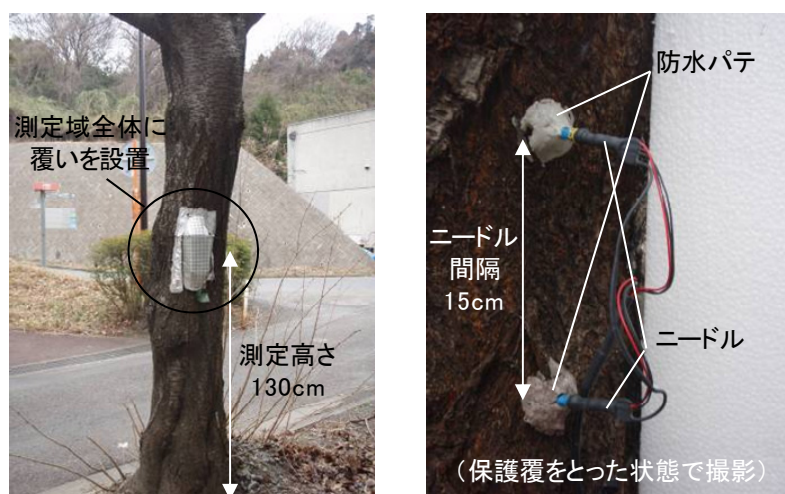 測定域全体に
覆いを設置
測定高さ
130cm
防水パテ
ニードル
間隔
15cm
ニードル
（保護覆をとった状態で撮影）